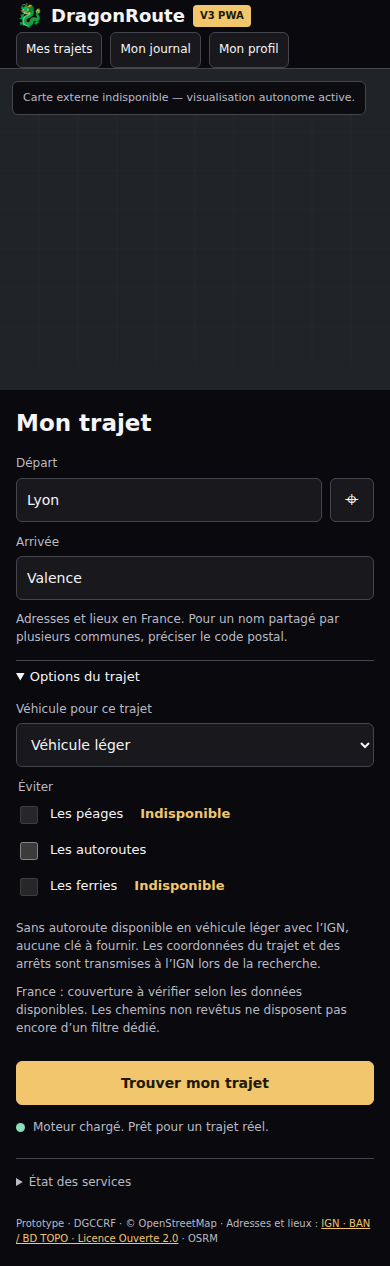 DragonRoute V3 PWA
Mes trajets Mon journal Mon profil
Carte externe indisponible — visualisation autonome active.
Mon trajet
Départ
Lyon
Arrivée
Valence
Adresses et lieux en France. Pour un nom partagé par
plusieurs communes, préciser le code postal.
Options du trajet
Véhicule pour ce trajet
Véhicule léger
Éviter
Les péages Indisponible
Les autoroutes
Les ferries Indisponible
Sans autoroute disponible en véhicule léger avec l’IGN,
aucune clé à fournir. Les coordonnées du trajet et des
arrêts sont transmises à l’IGN lors de la recherche.
France : couverture à vérifier selon les données
disponibles. Les chemins non revêtus ne disposent pas
encore d’un filtre dédié.
Trouver mon trajet
Moteur chargé. Prêt pour un trajet réel.
État des services
Prototype · DGCCRF · © OpenStreetMap · Adresses et lieux : IGN · BAN
/ BD TOPO · Licence Ouverte 2.0 · OSRM